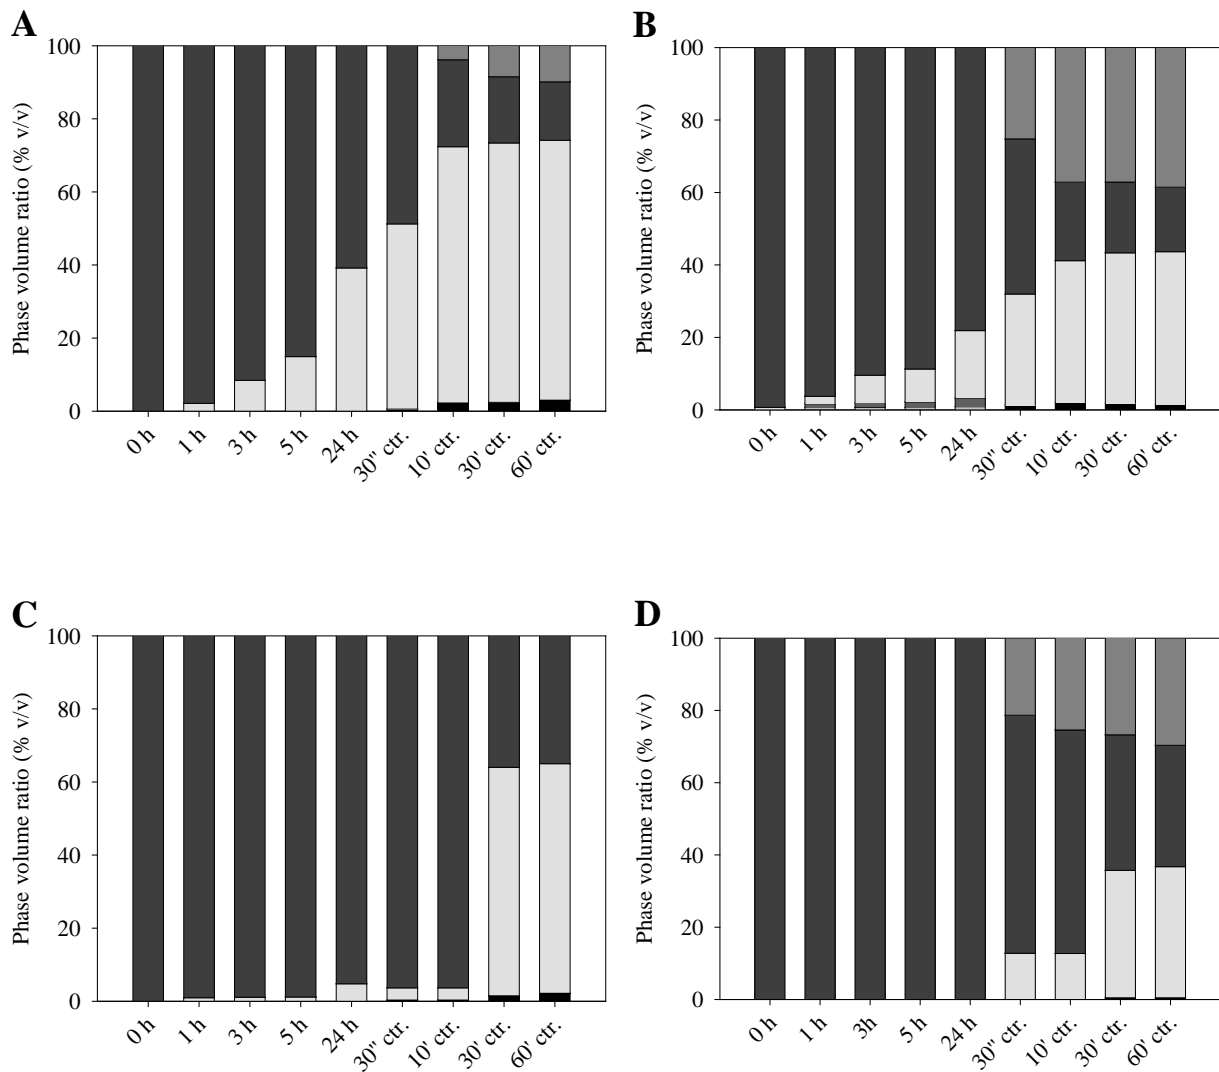 A
Phase volume ratio (% v/v)
100
80
60
40
20
0
0 h
1 h
3 h
5 h
24 h
30" ctr.
10' ctr.
30' ctr.
60' ctr.
B
Phase volume ratio (% v/v)
100
80
60
40
20
0
0 h
1 h
3 h
5 h
24 h
30" ctr.
10' ctr.
30' ctr.
60' ctr.
C
Phase volume ratio (% v/v)
100
80
60
40
20
0
0 h
1 h
3 h
5 h
24 h
30" ctr.
10' ctr.
30' ctr.
60' ctr.
D
Phase volume ratio (% v/v)
100
80
60
40
20
0
0 h
1 h
3h
5 h
24 h
30" ctr.
10' ctr.
30' ctr.
60' ctr.